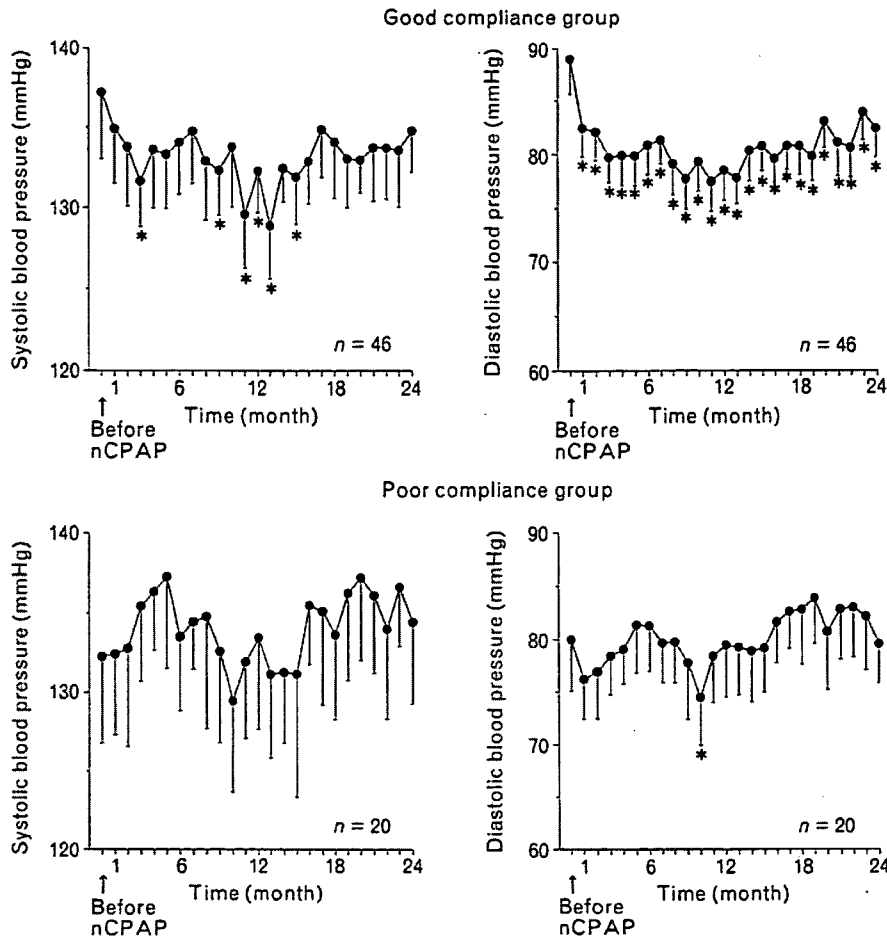 Good compliance group
Systolic blood pressure (mmHg)
140
130
120
*
*
*
*
*
*
n = 46
1 6 12 18 24
Time (month)
↑
Before
nCPAP
Diastolic blood pressure (mmHg)
90
80
70
60
* * * * * * * * * * * * * * * * * * * * * * * *
n = 46
1 6 12 18 24
Time (month)
↑
Before
nCPAP
Poor compliance group
Systolic blood pressure (mmHg)
140
130
120
n = 20
1 6 12 18 24
Time (month)
↑
Before
nCPAP
Diastolic blood pressure (mmHg)
90
80
70
60
*
n = 20
1 6 12 18 24
Time (month)
↑
Before
nCPAP